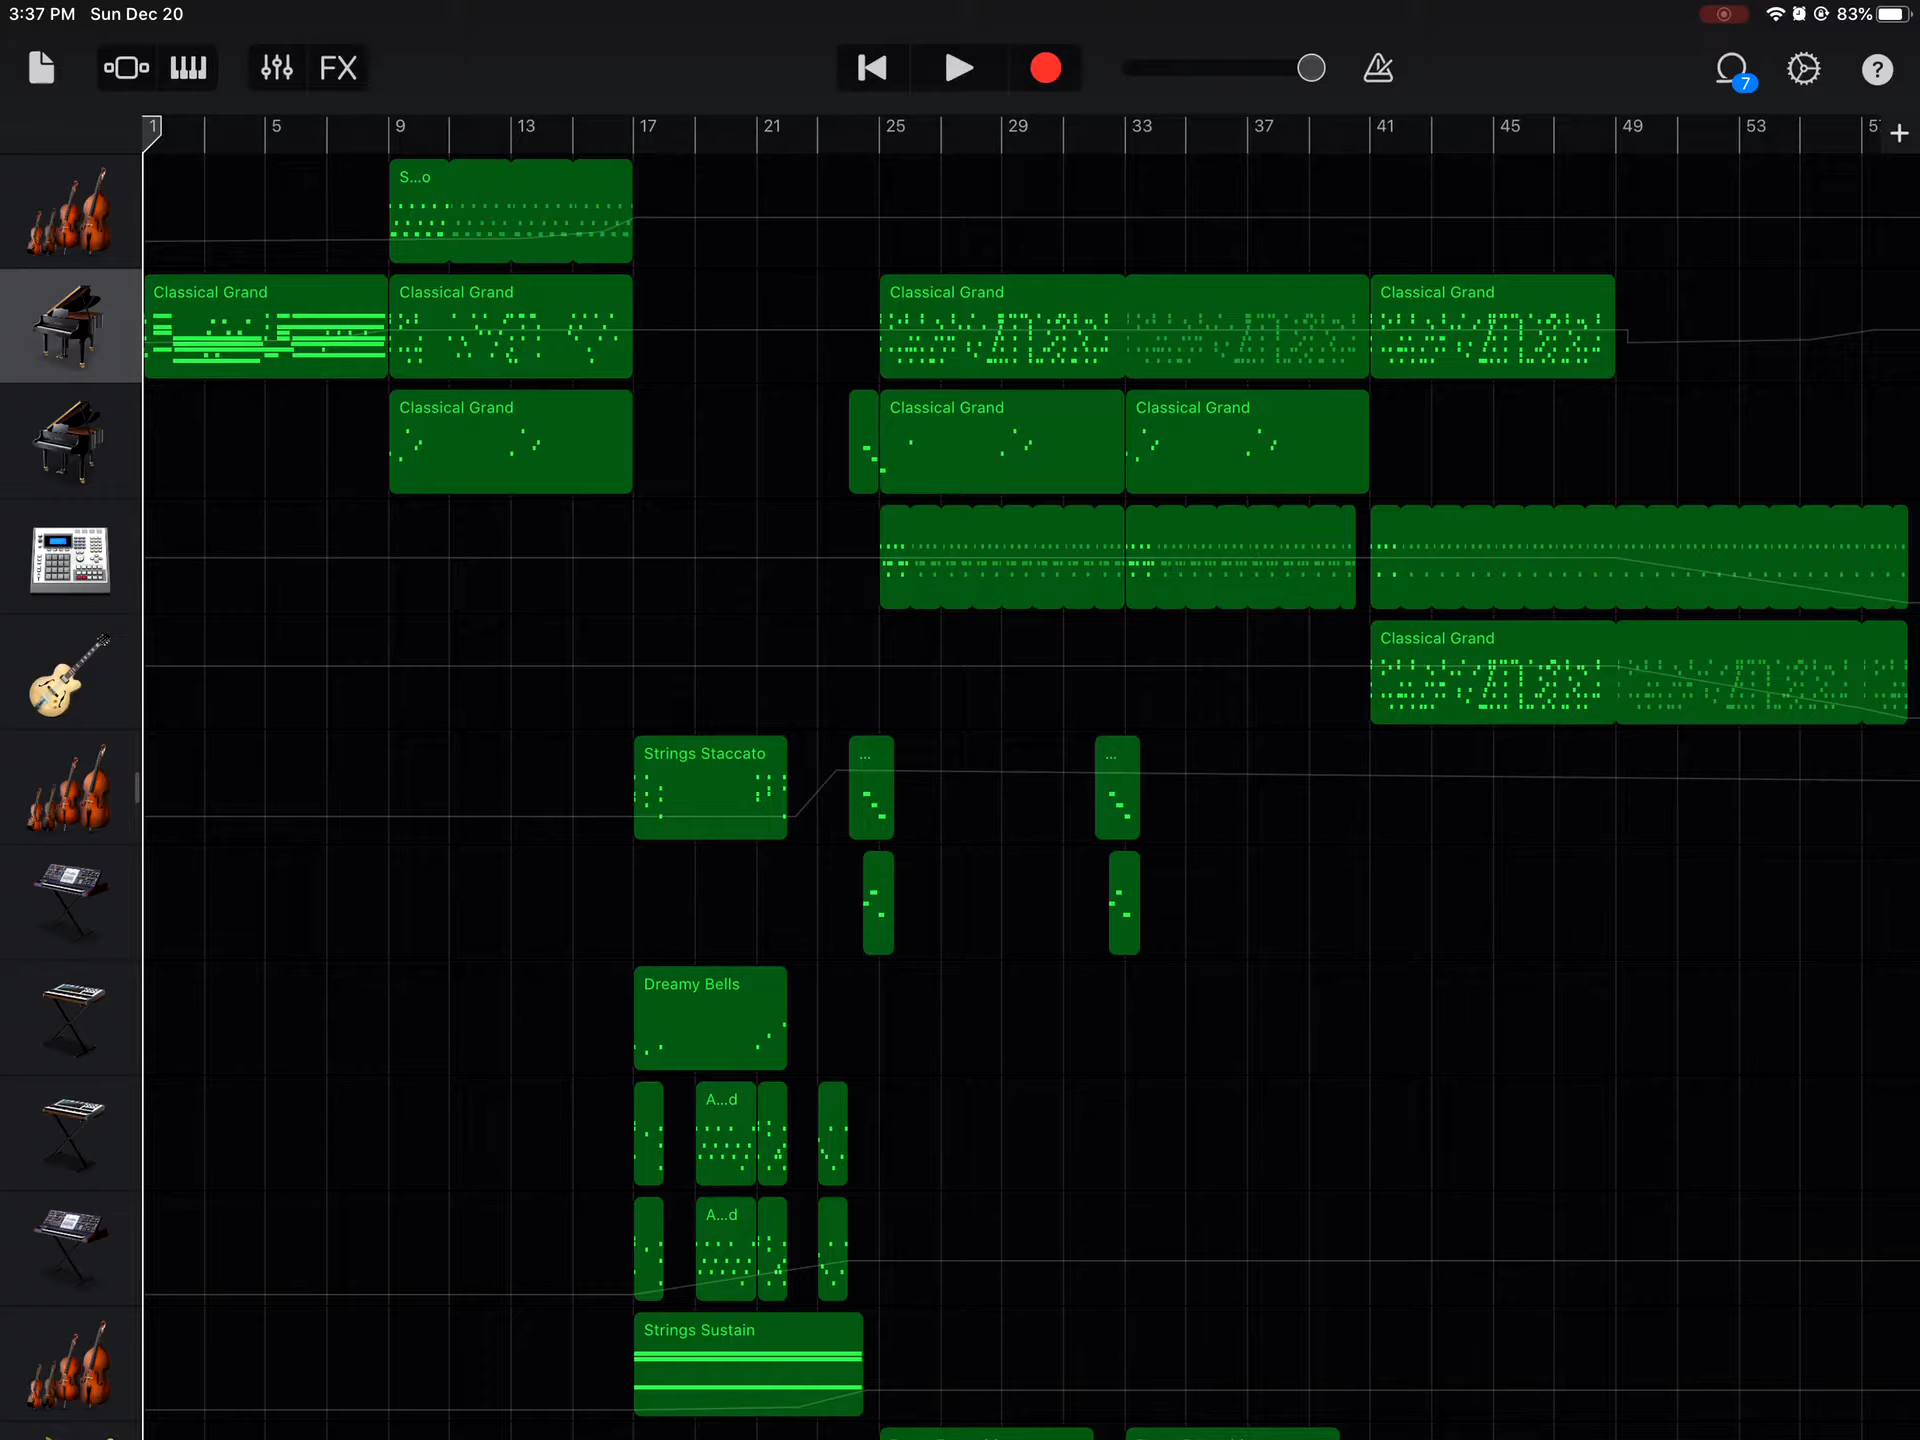 3:37 PM Sun Dec 20
83%
FX
7
?
1 5 9 13 17 21 25 29 33 37 41 45 49 53
+
S...o
Classical Grand Classical Grand Classical Grand Classical Grand
Classical Grand Classical Grand Classical Grand
Classical Grand
Strings Staccato ... ...
Dreamy Bells
A...d
A...d
Strings Sustain